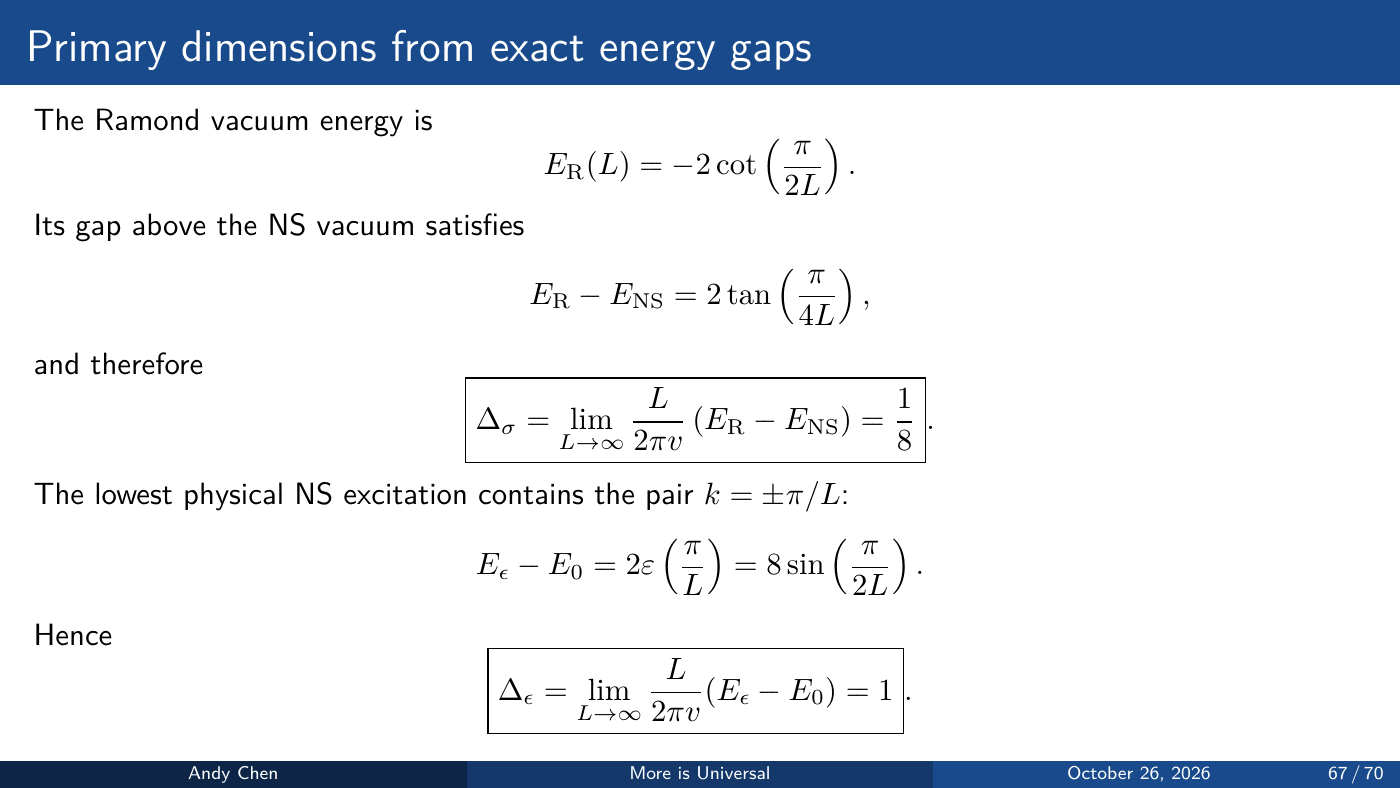 Primary dimensions from exact energy gaps
The Ramond vacuum energy is
E_R(L) = −2 cot (π/2L).
Its gap above the NS vacuum satisfies
E_R − E_NS = 2 tan (π/4L),
and therefore
Δ_σ = lim_{L→∞} L/2πv (E_R − E_NS) = 1/8.
The lowest physical NS excitation contains the pair k = ±π/L:
E_ϵ − E_0 = 2ε (π/L) = 8 sin (π/2L).
Hence
Δ_ϵ = lim_{L→∞} L/2πv (E_ϵ − E_0) = 1.
Andy Chen
More is Universal
October 26, 2026
67 / 70